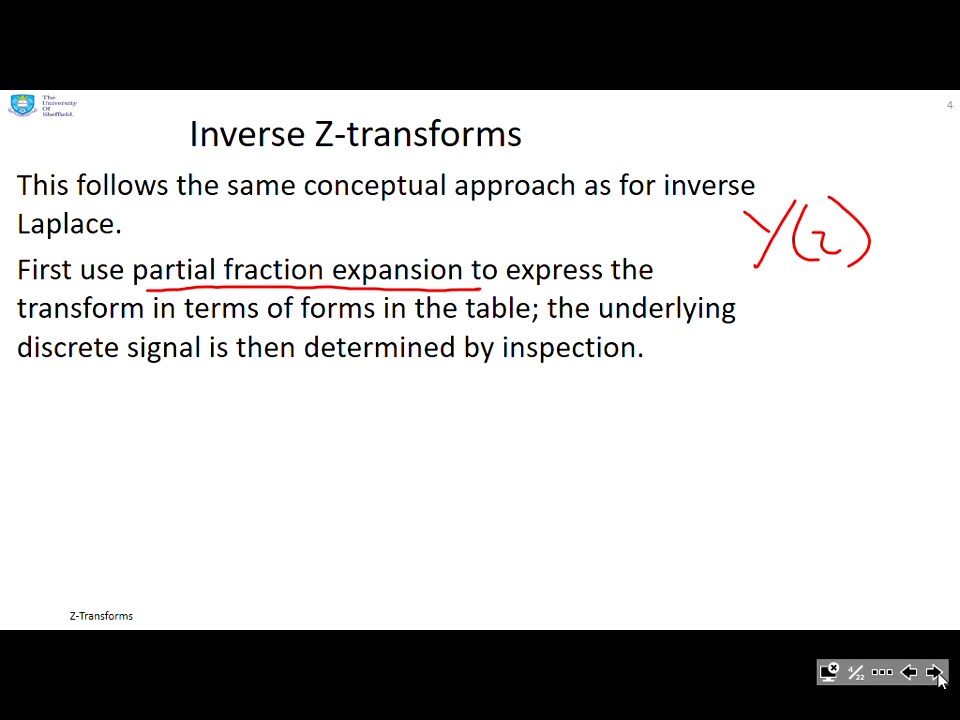 The
University
Of
Sheffield.
4
Inverse Z-transforms
This follows the same conceptual approach as for inverse
Laplace.
Y(z)
First use partial fraction expansion to express the
transform in terms of forms in the table; the underlying
discrete signal is then determined by inspection.
Z-Transforms
4/22